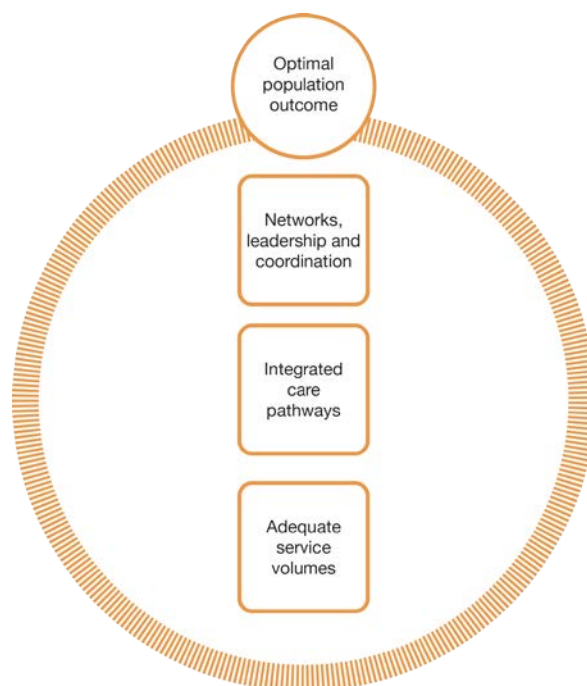 Optimal
population
outcome
Networks,
leadership and
coordination
Integrated
care
pathways
Adequate
service
volumes